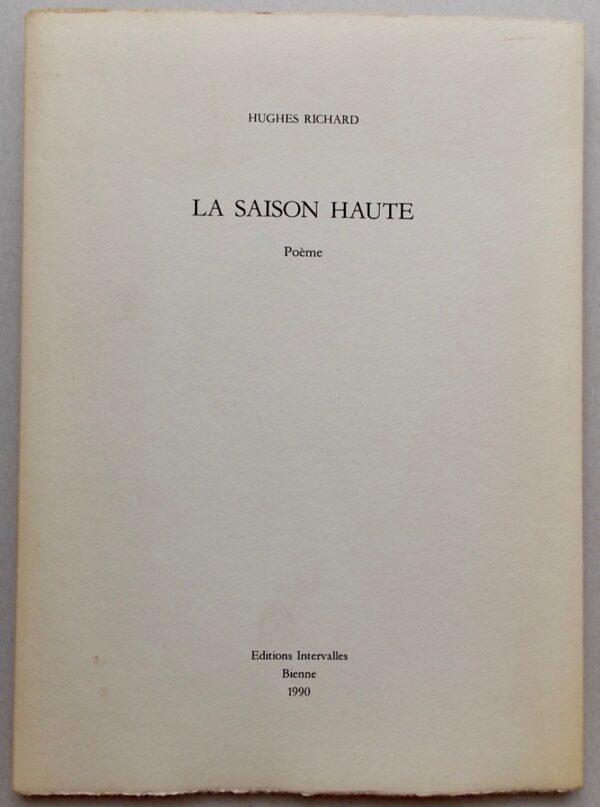 HUGHES RICHARD
LA SAISON HAUTE
Poème
Editions Intervalles
Bienne
1990